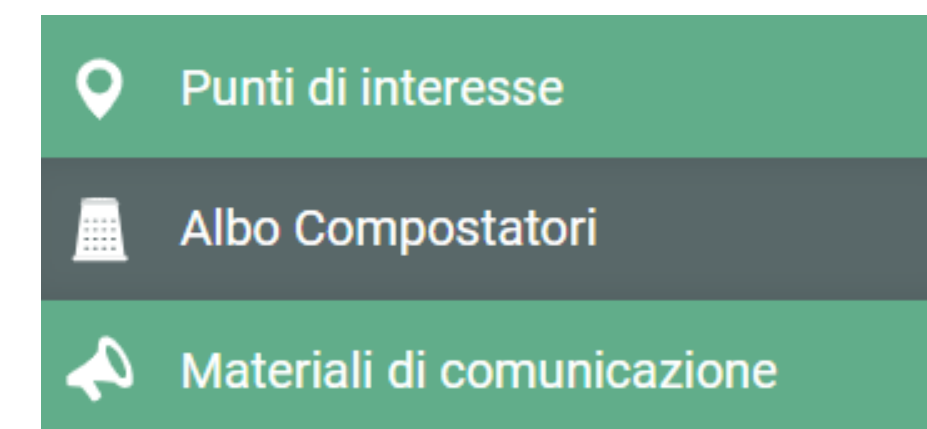 Punti di interesse
Albo Compostatori
Materiali di comunicazione